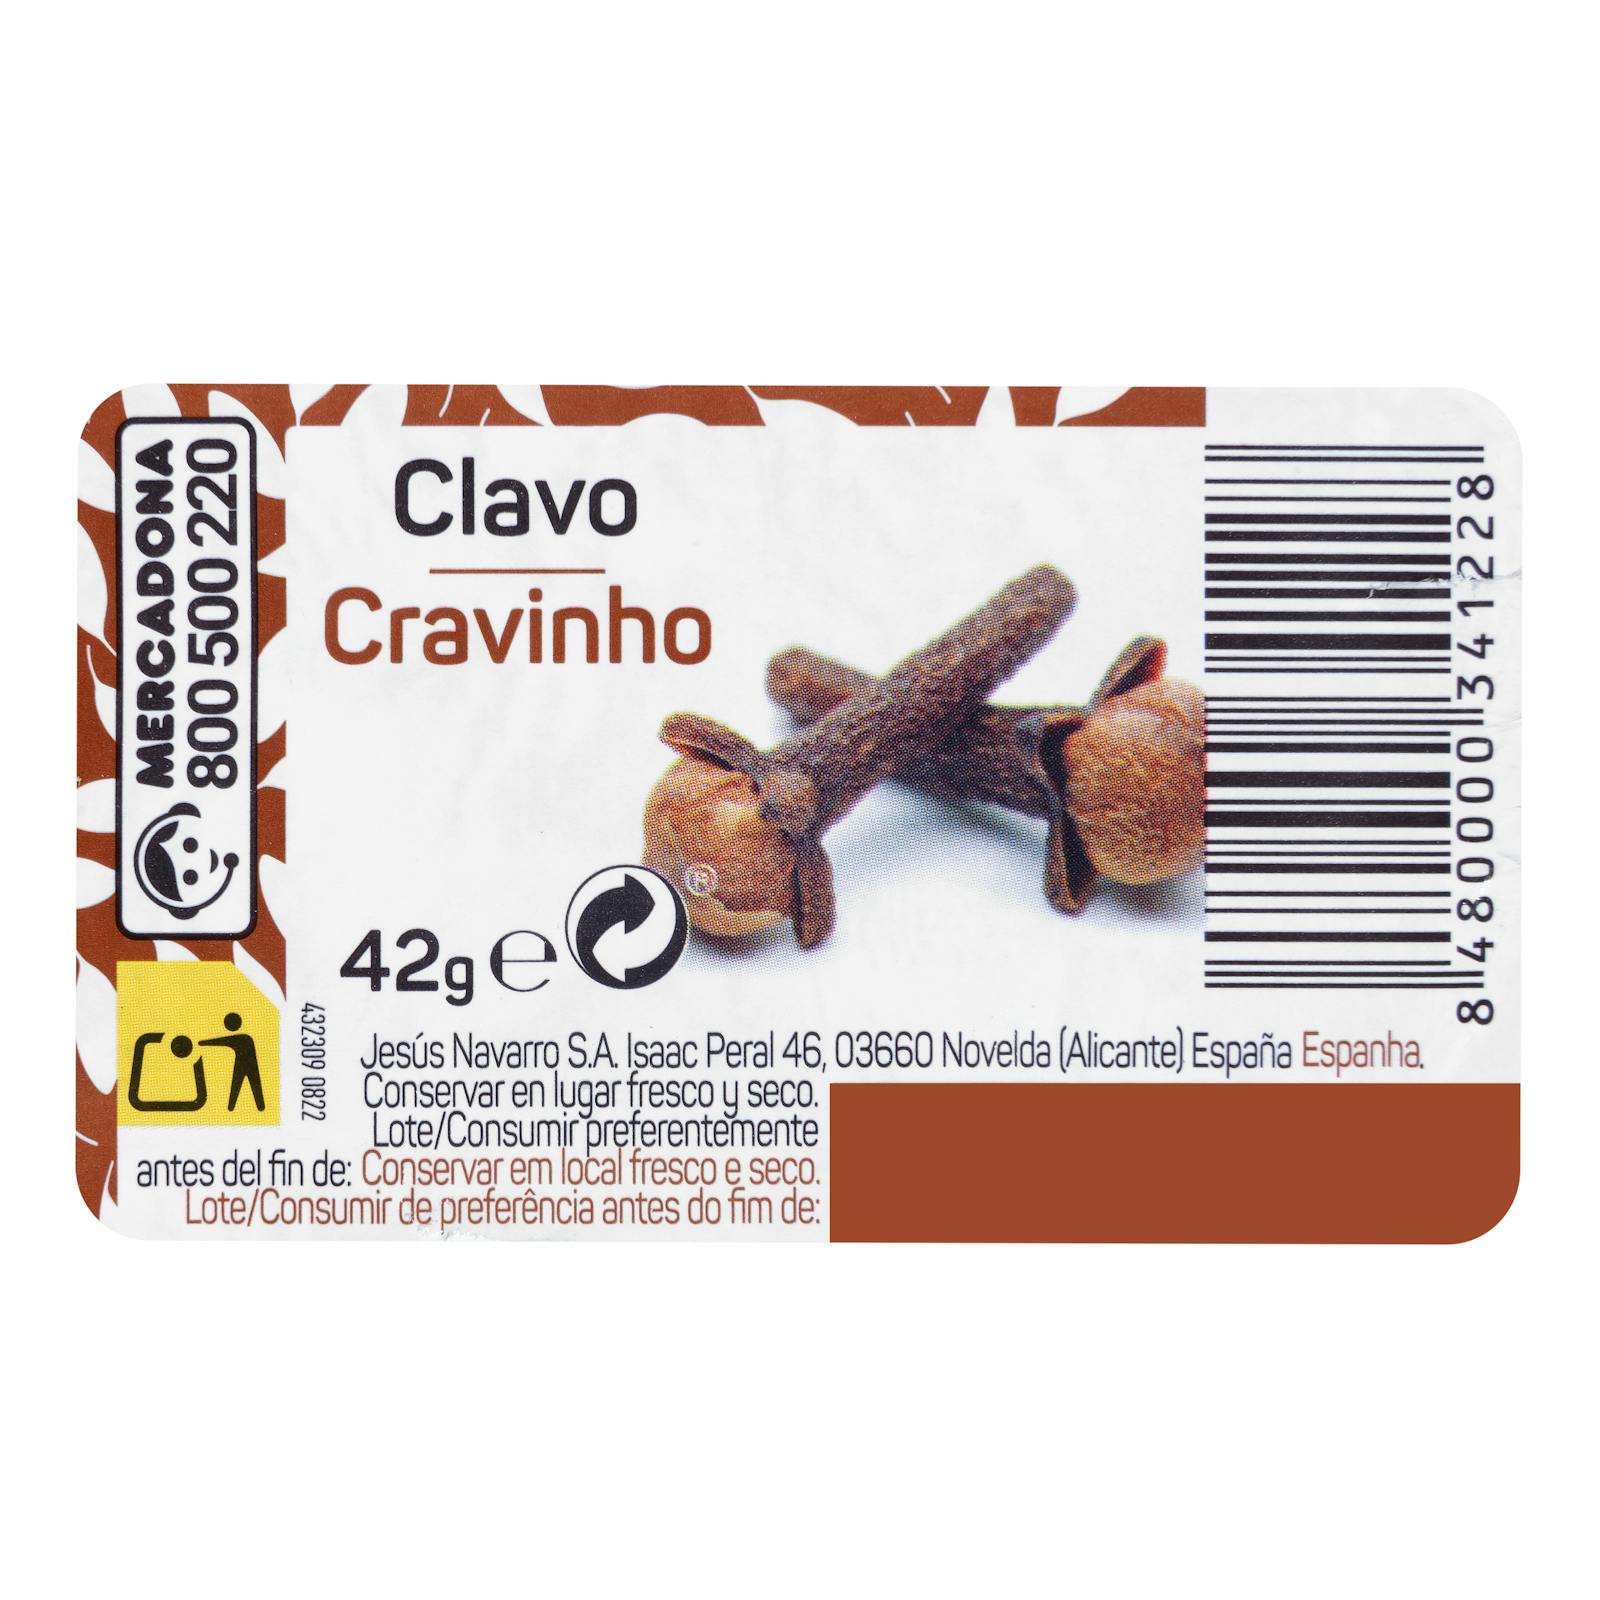 MERCADONA
800 500 220
Clavo
Cravinho
42g ℮
®
432309 0822
Jesús Navarro S.A. Isaac Peral 46, 03660 Novelda (Alicante) España Espanha.
Conservar en lugar fresco y seco.
Lote/Consumir preferentemente
antes del fin de: Conservar em local fresco e seco.
Lote/Consumir de preferência antes do fim de:
8 480000 341228